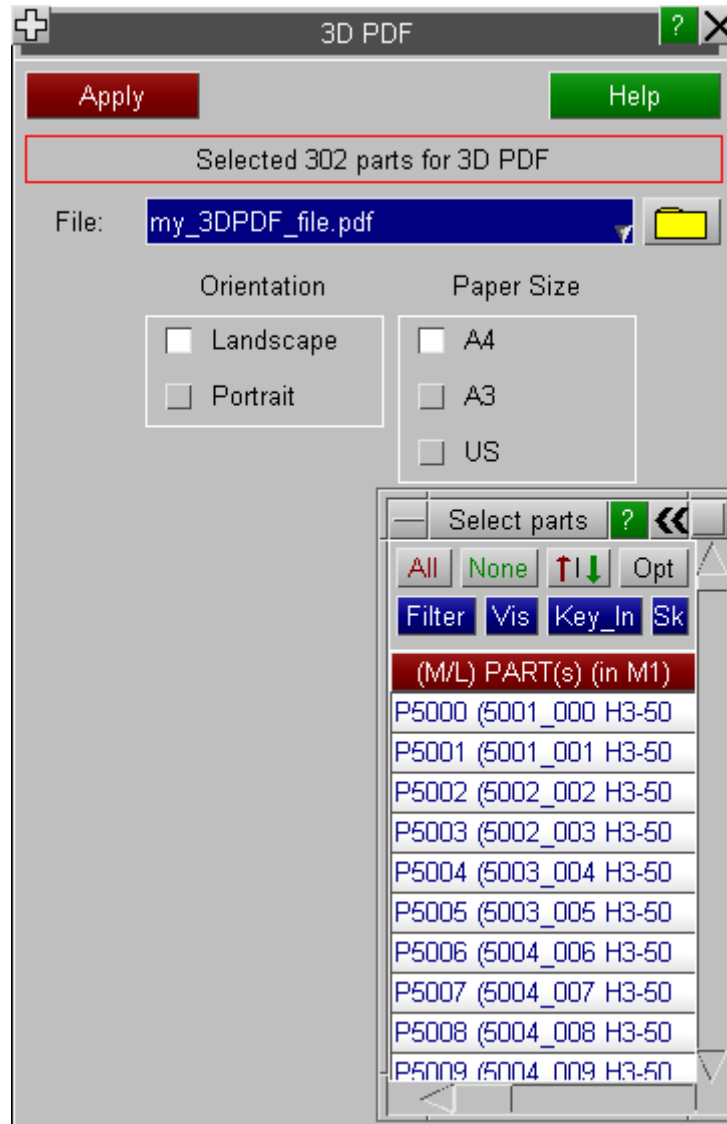 3D PDF ?
Apply Help
Selected 302 parts for 3D PDF
File: my_3DPDF_file.pdf
Orientation Paper Size
Landscape A4
Portrait A3
US
Select parts ?
All None Opt
Filter Vis Key_In Sk
(M/L) PART(s) (in M1)
P5000 (5001_000 H3-50
P5001 (5001_001 H3-50
P5002 (5002_002 H3-50
P5003 (5002_003 H3-50
P5004 (5003_004 H3-50
P5005 (5003_005 H3-50
P5006 (5004_006 H3-50
P5007 (5004_007 H3-50
P5008 (5004_008 H3-50
P5009 (5004_009 H3-50